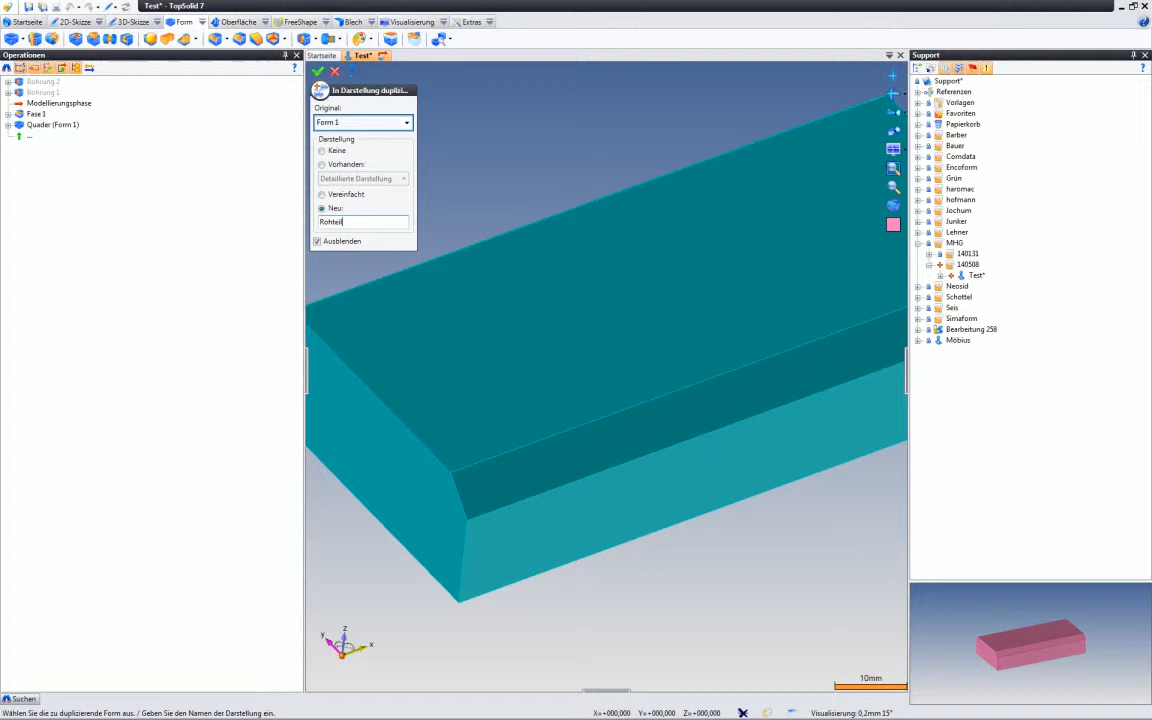 Test* - TopSolid 7
Startseite 2D-Skizze 3D-Skizze Form Oberfläche FreeShape Blech Visualisierung Extras
Operationen
Bohrung 2
Bohrung 1
Modellierungsphase
Fase 1
Quader (Form 1)
...
Startseite Test*
In Darstellung duplizi...
Original:
Form 1
Darstellung
Keine
Vorhanden:
Detaillierte Darstellung
Vereinfacht
Neu:
Rohteil
Ausblenden
z
y
x
10mm
Support
Support*
Referenzen
Vorlagen
Favoriten
Papierkorb
Barber
Bauer
Comdata
Encoform
Grün
haromac
hofmann
Jochum
Junker
Lehner
MHG
140131
140508
Test*
Neosid
Schottel
Seis
Simaform
Bearbeitung 258
Möbius
Suchen
Wählen Sie die zu duplizierende Form aus. / Geben Sie den Namen der Darstellung ein.
X=+000,000 Y=+000,000 Z=+000,000 Visualisierung: 0,2mm 15°